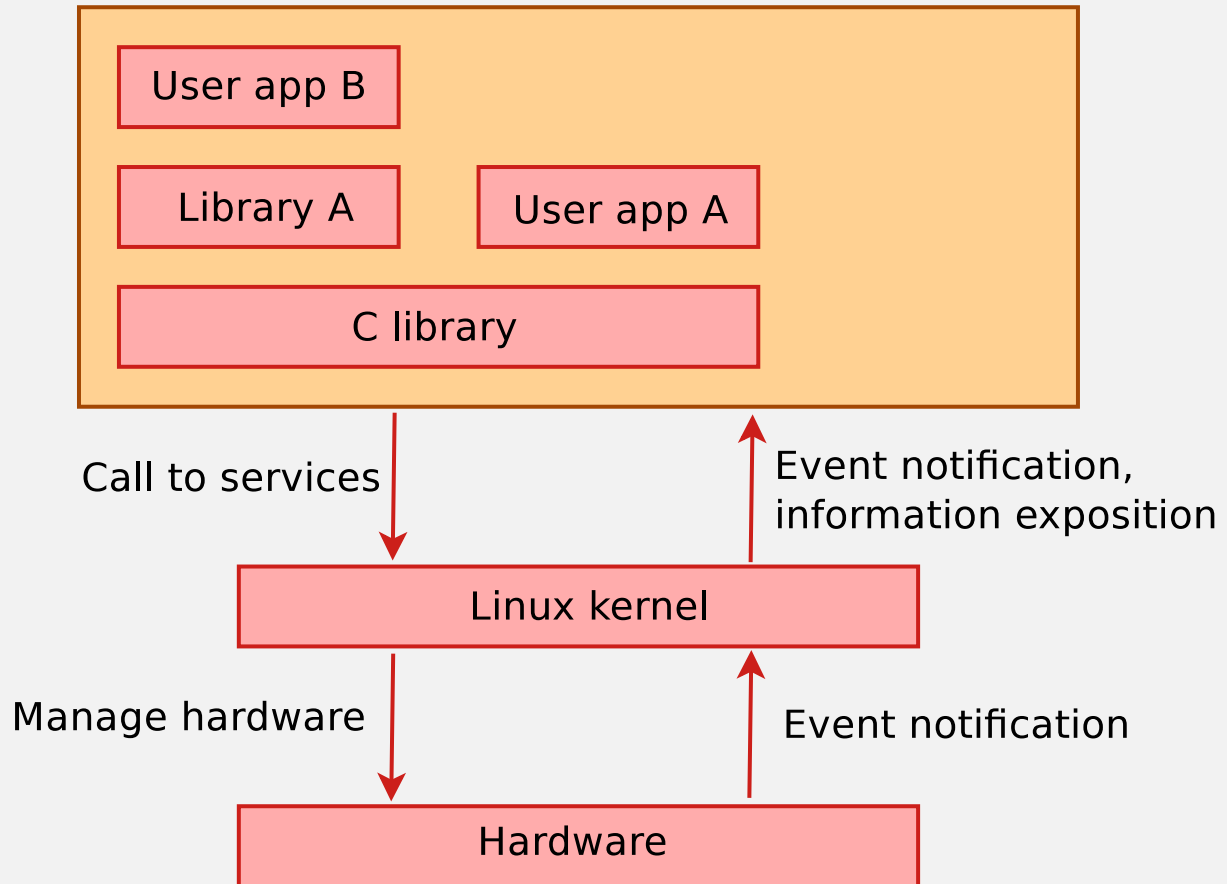 User app B
Library A
User app A
C library
Call to services
Event notification,
information exposition
Linux kernel
Manage hardware
Event notification
Hardware